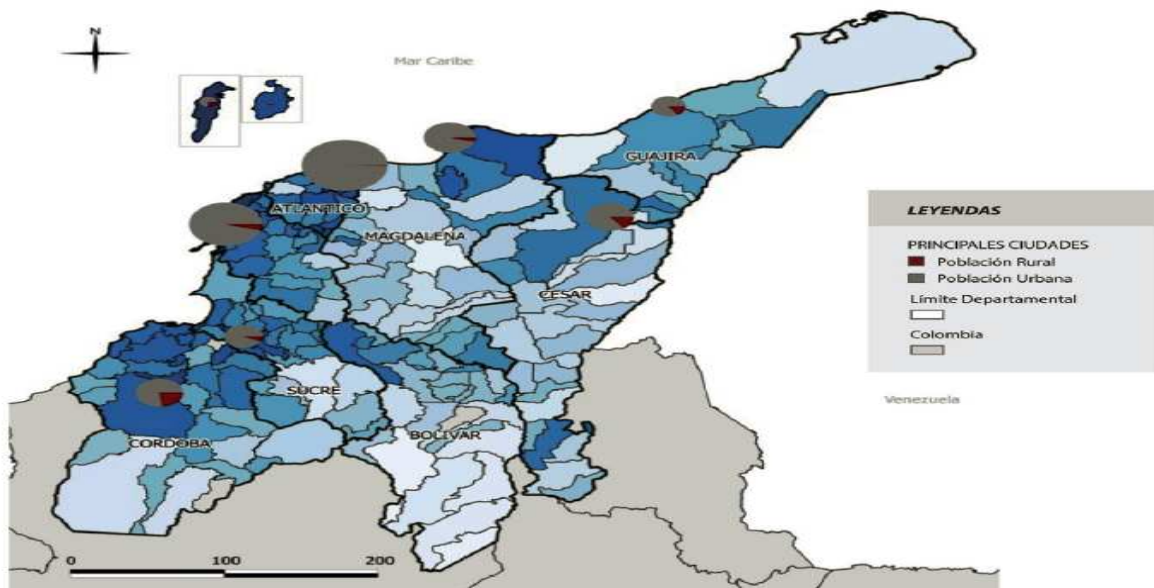 N
Mar Caribe
GUAJIRA
ATLANTICO
MAGDALENA
CESAR
SUCRE
BOLIVAR
CORDOBA
Venezuela
0 100 200
LEYENDAS
PRINCIPALES CIUDADES
Población Rural
Población Urbana
Límite Departamental
Colombia